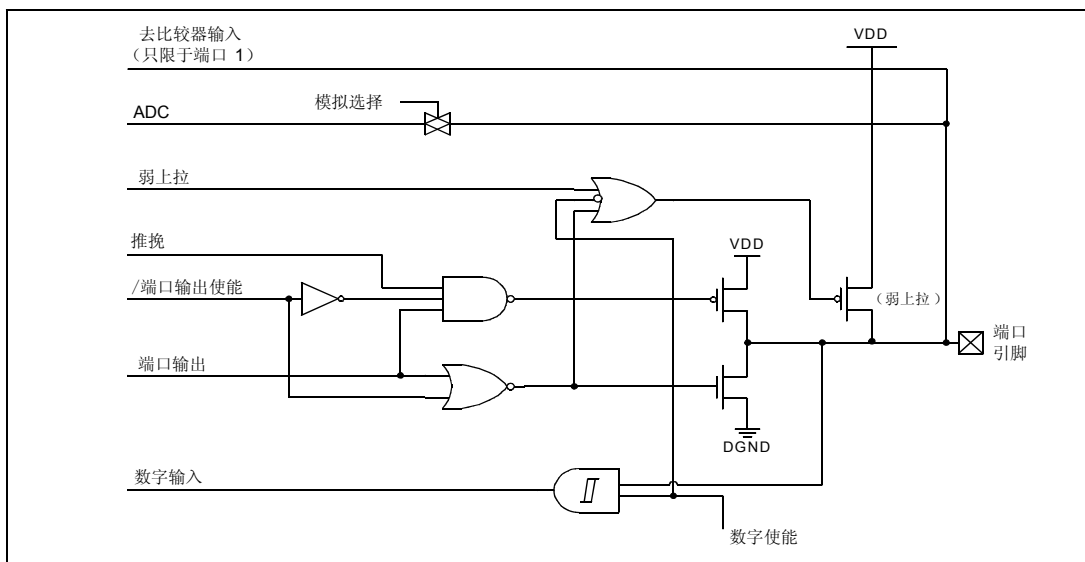 去比较器输入
（只限于端口 1）
VDD
ADC
模拟选择
弱上拉
推挽
VDD
/端口输出使能
（弱上拉）
端口
引脚
端口输出
DGND
数字输入
数字使能